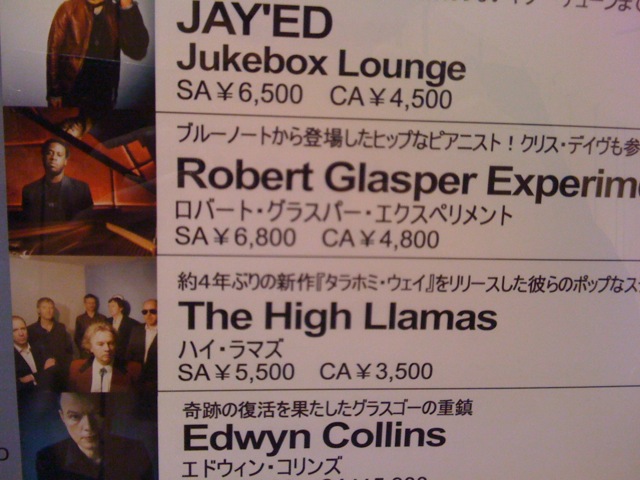 JAY'ED
Jukebox Lounge
SA￥6,500 CA￥4,500
ブルーノートから登場したヒップなピアニスト！クリス・デイヴも参
Robert Glasper Experim
ロバート・グラスパー・エクスペリメント
SA￥6,800 CA￥4,800
約4年ぶりの新作『タラホミ・ウェイ』をリリースした彼らのポップなス
The High Llamas
ハイ・ラマズ
SA￥5,500 CA￥3,500
奇跡の復活を果たしたグラスゴーの重鎮
Edwyn Collins
エドウィン・コリンズ